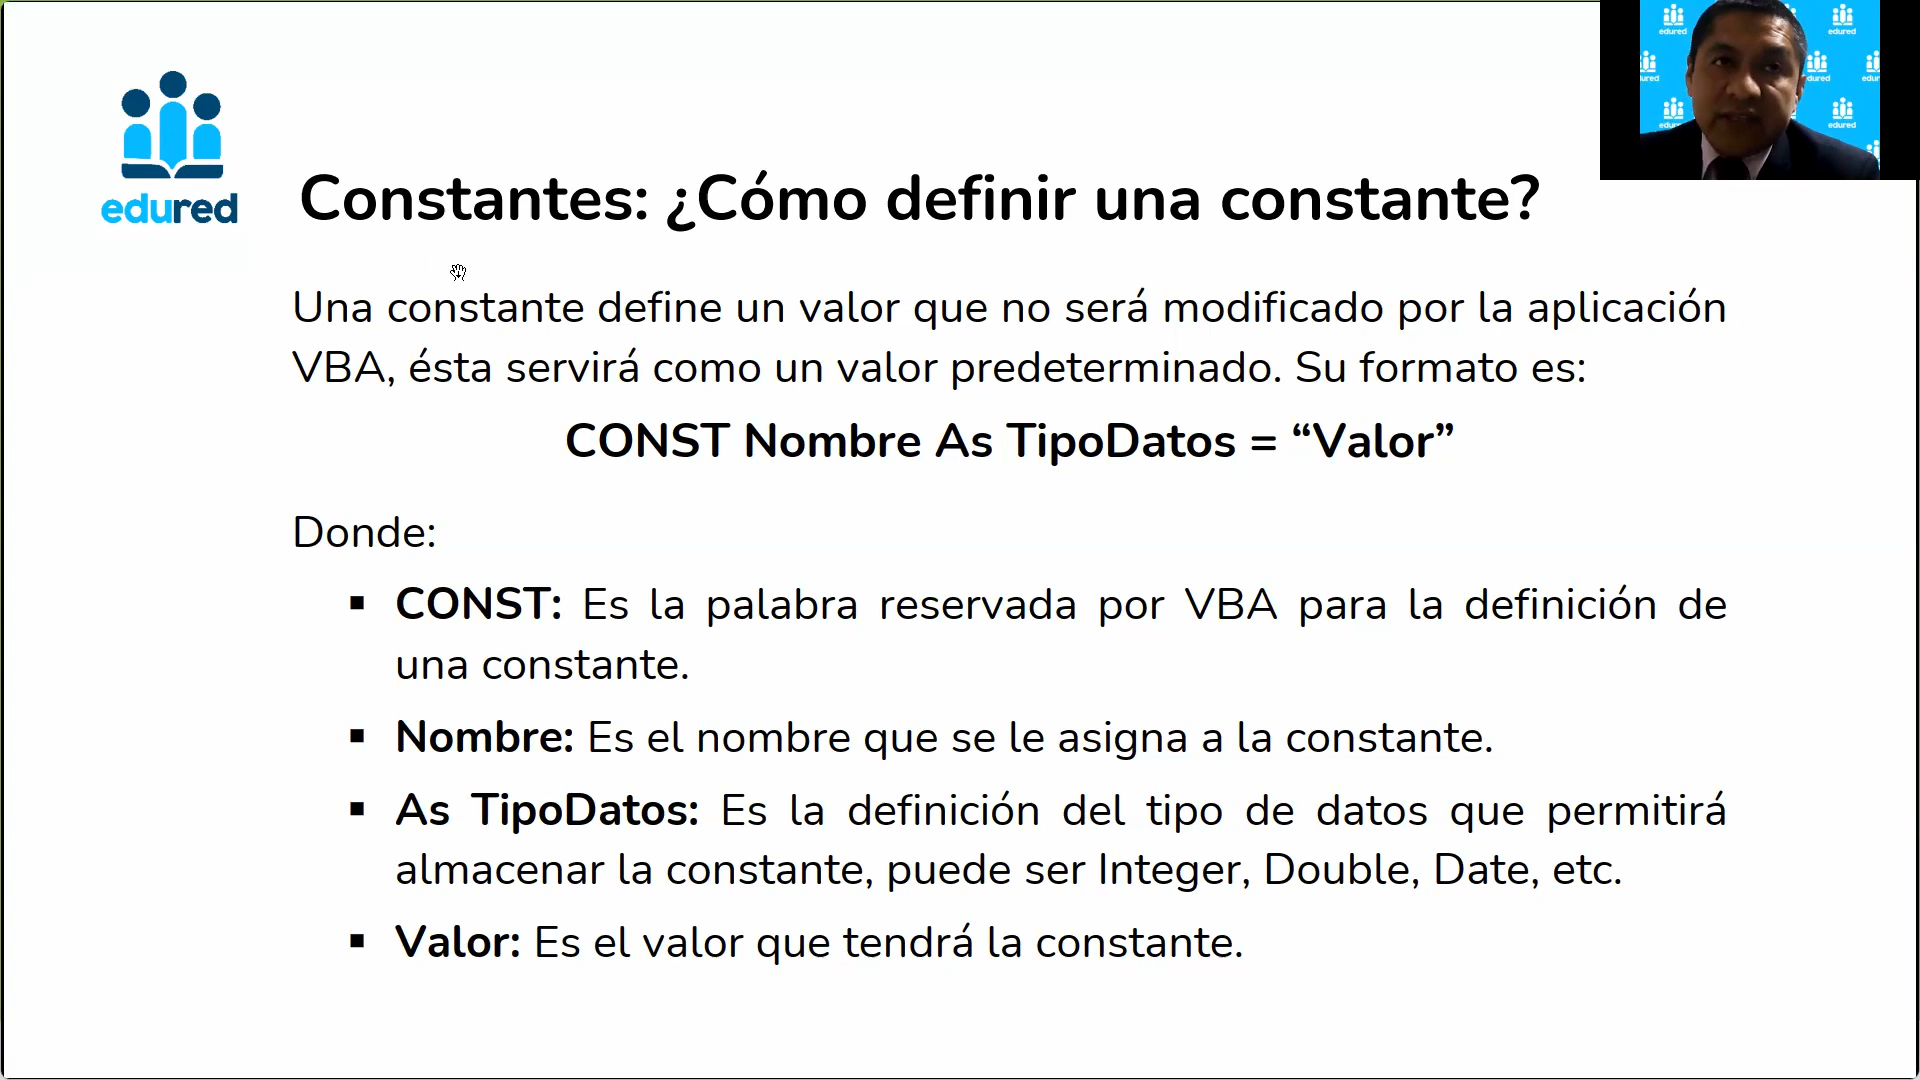 edured
Constantes: ¿Cómo definir una constante?
Una constante define un valor que no será modificado por la aplicación
VBA, ésta servirá como un valor predeterminado. Su formato es:
CONST Nombre As TipoDatos = “Valor”
Donde:
▪ CONST: Es la palabra reservada por VBA para la definición de
una constante.
▪ Nombre: Es el nombre que se le asigna a la constante.
▪ As TipoDatos: Es la definición del tipo de datos que permitirá
almacenar la constante, puede ser Integer, Double, Date, etc.
▪ Valor: Es el valor que tendrá la constante.
edured
edured
edured